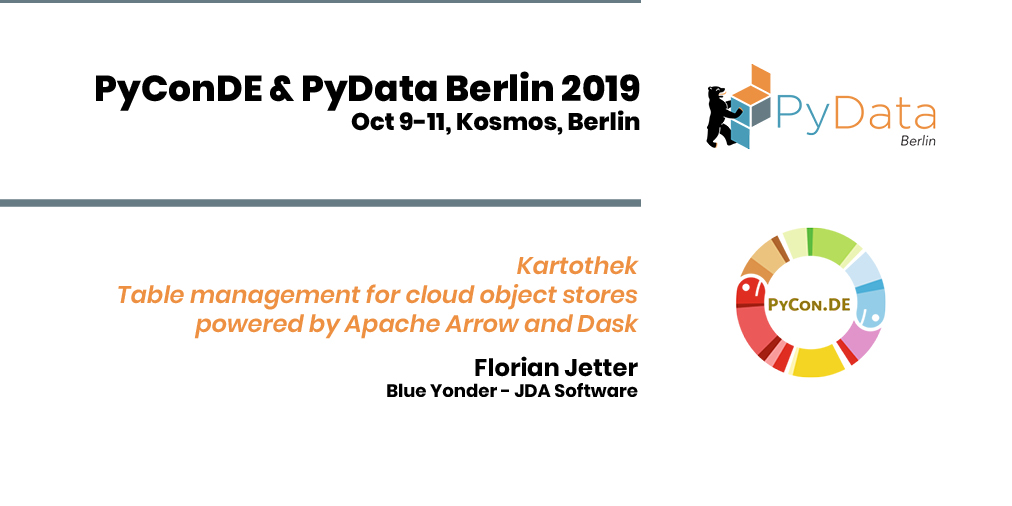 PyConDE & PyData Berlin 2019
Oct 9-11, Kosmos, Berlin
PyData
Berlin
Kartothek
Table management for cloud object stores
powered by Apache Arrow and Dask
Florian Jetter
Blue Yonder - JDA Software
PyCon.DE